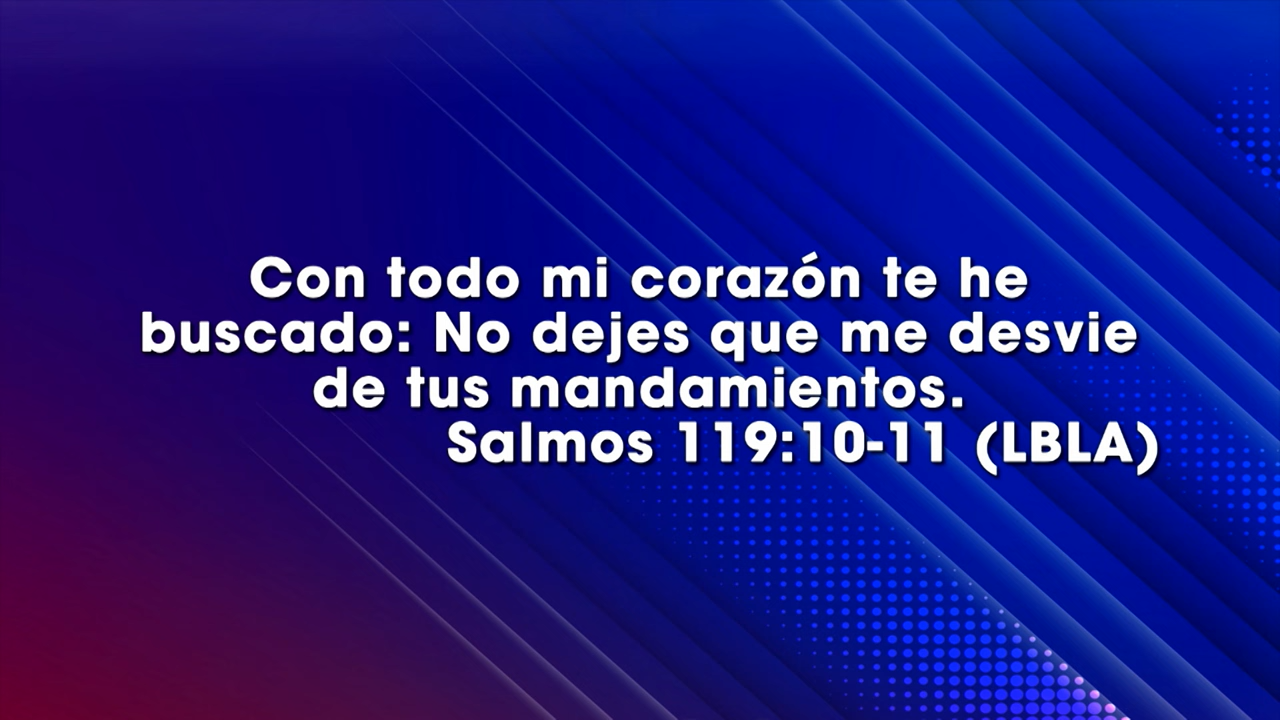 Con todo mi corazón te he
buscado: No dejes que me desvie
de tus mandamientos.
Salmos 119:10-11 (LBLA)